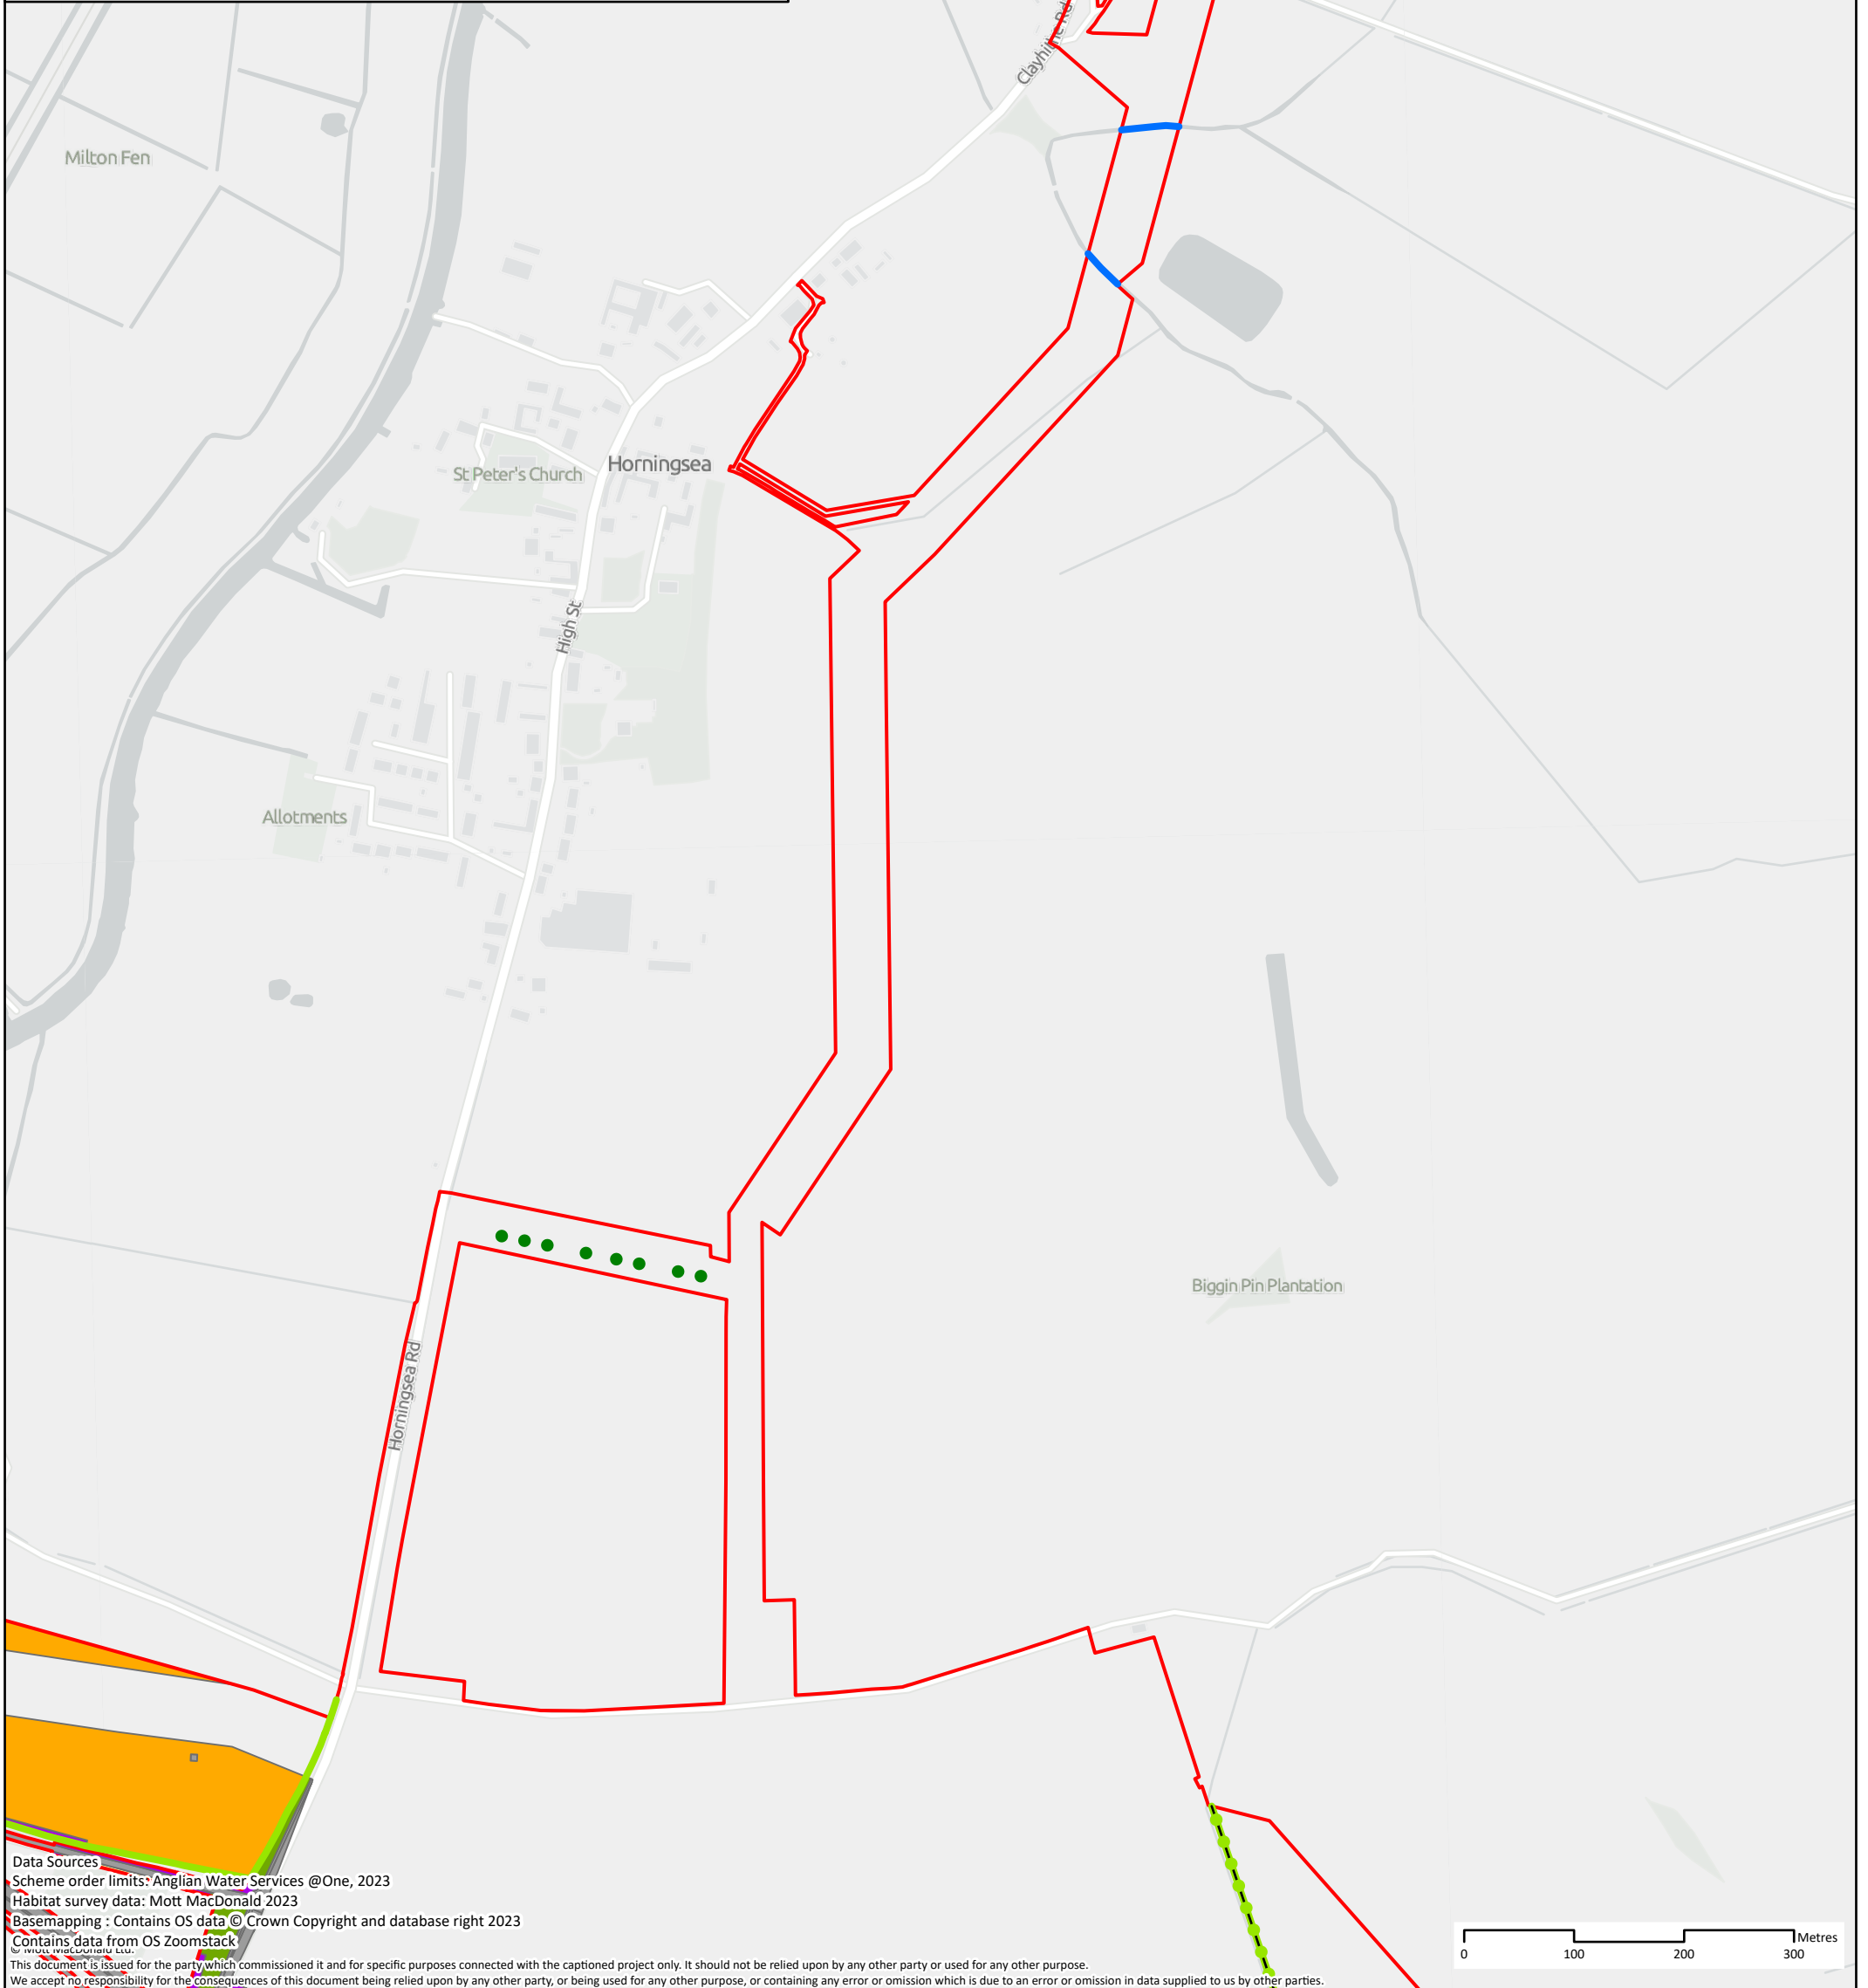 Clayhithe Rd
Milton Fen
Horningsea
St Peter's Church
High St
Allotments
Biggin Pin Plantation
Horningsea Rd
Data Sources
Scheme order limits: Anglian Water Services @One, 2023
Habitat survey data: Mott MacDonald 2023
Basemapping : Contains OS data © Crown Copyright and database right 2023
Contains data from OS Zoomstack
© Mott MacDonald Ltd.
This document is issued for the party which commissioned it and for specific purposes connected with the captioned project only. It should not be relied upon by any other party or used for any other purpose.
We accept no responsibility for the consequences of this document being relied upon by any other party, or being used for any other purpose, or containing any error or omission which is due to an error or omission in data supplied to us by other parties.
Metres
0 100 200 300